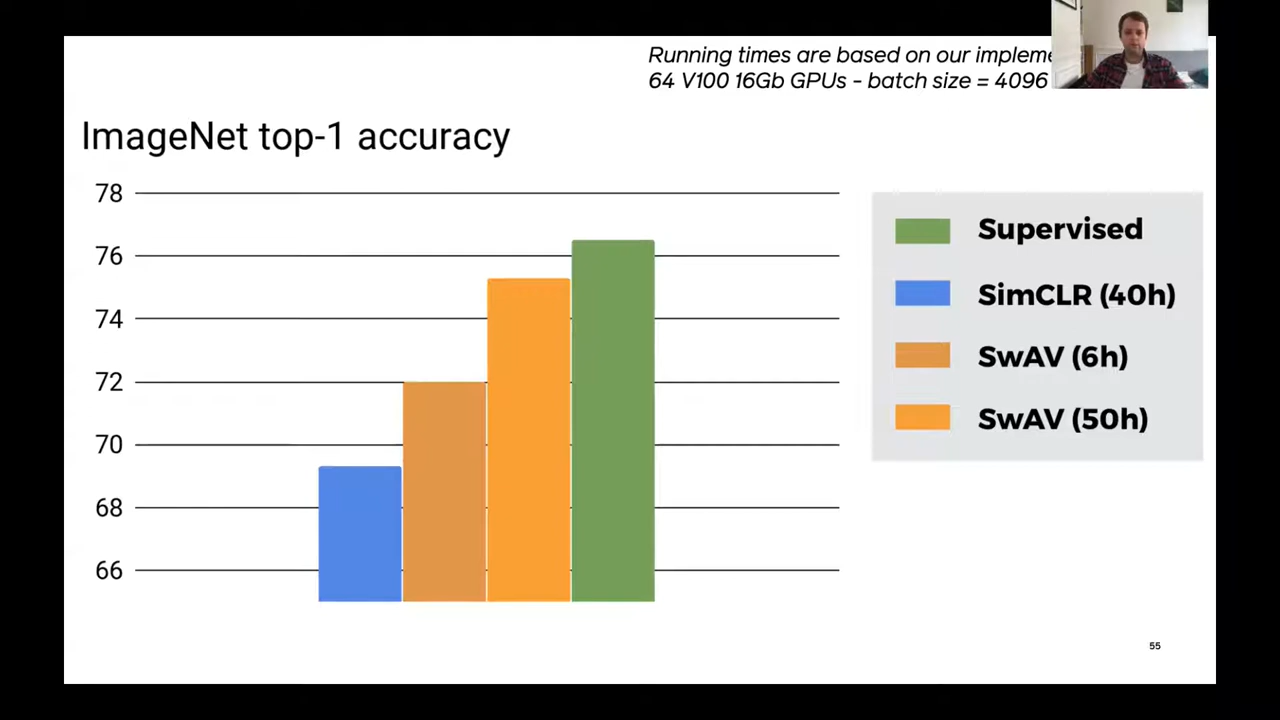 Running times are based on our impleme
64 V100 16Gb GPUs - batch size = 4096
ImageNet top-1 accuracy
78
76
74
72
70
68
66
Supervised
SimCLR (40h)
SwAV (6h)
SwAV (50h)
55